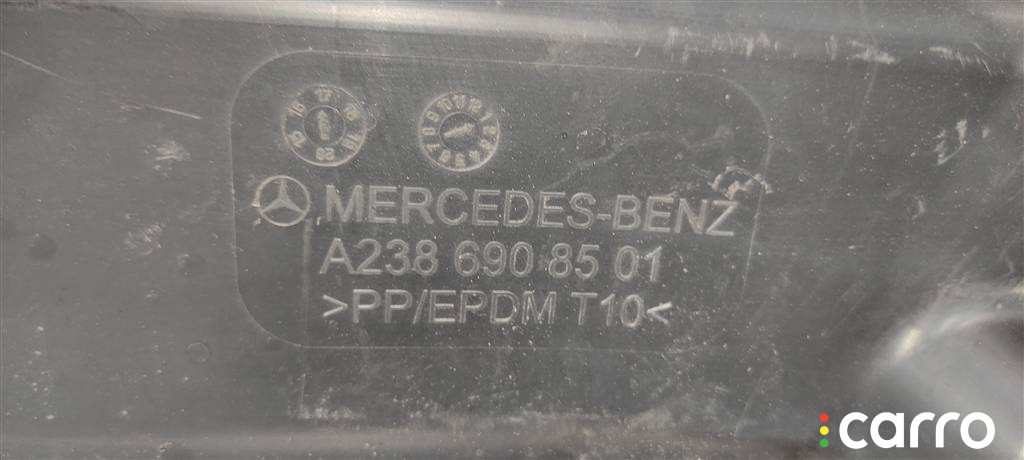 MERCEDES-BENZ
A238 690 85 01
>PP/EPDM T10<
carro